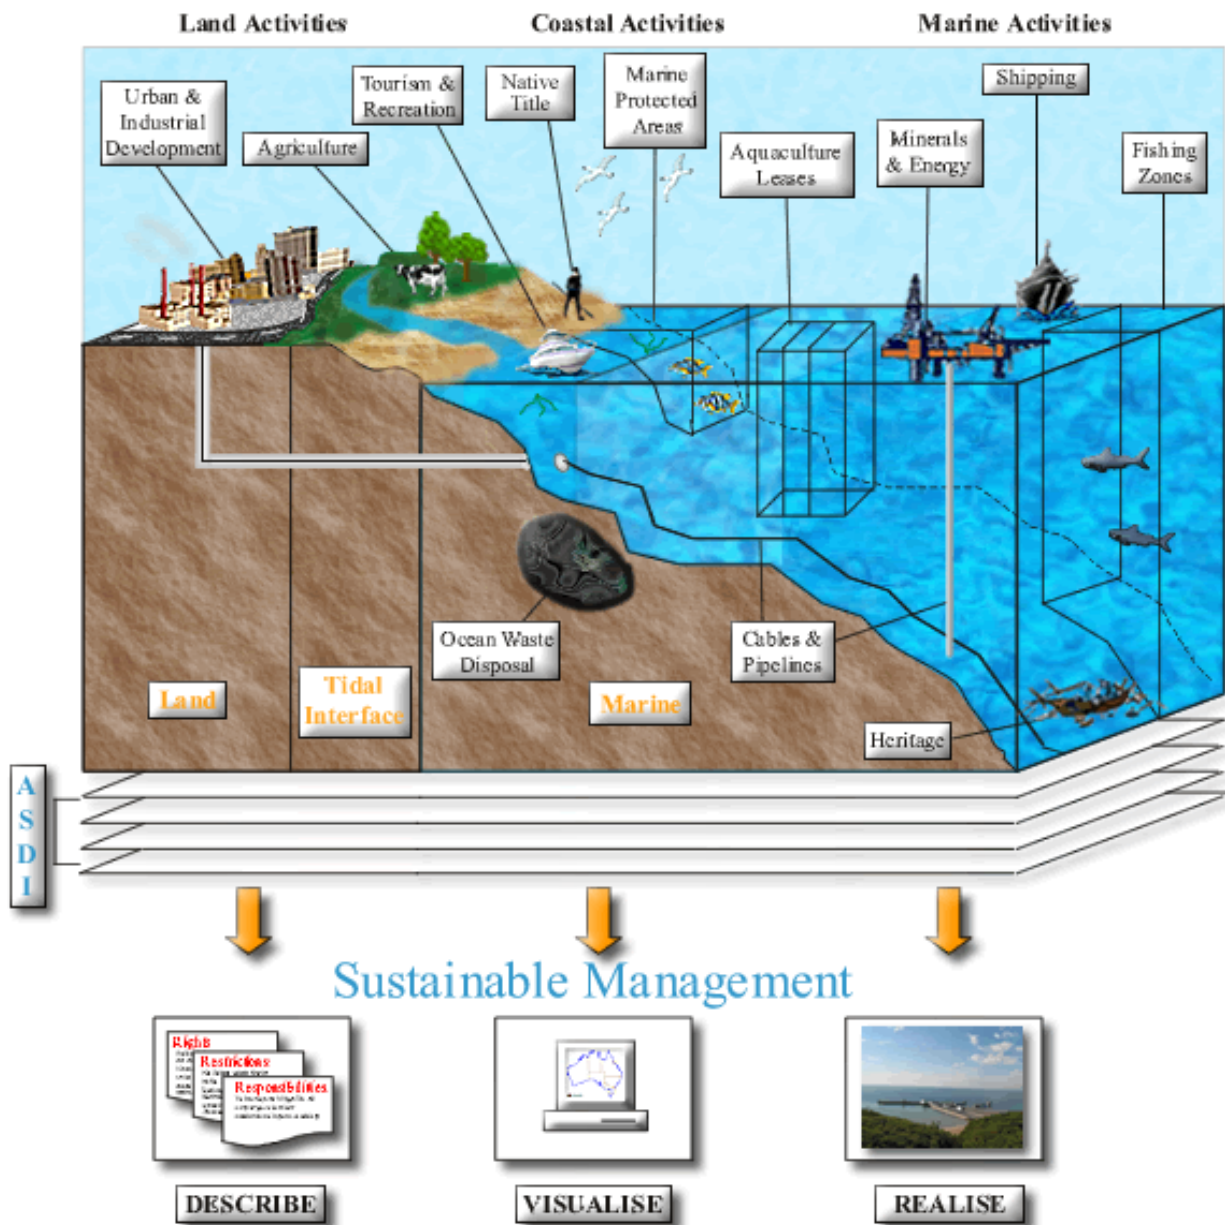 Land Activities
Coastal Activities
Marine Activities
Urban &
Industrial
Development
Agriculture
Tourism &
Recreation
Native
Title
Marine
Protected
Areas
Aquaculture
Leases
Minerals
& Energy
Shipping
Fishing
Zones
Ocean Waste
Disposal
Cables &
Pipelines
Heritage
Land
Tidal
Interface
Marine
A
S
D
I
Sustainable Management
Rights
Restrictions
Responsibilities
DESCRIBE
VISUALISE
REALISE